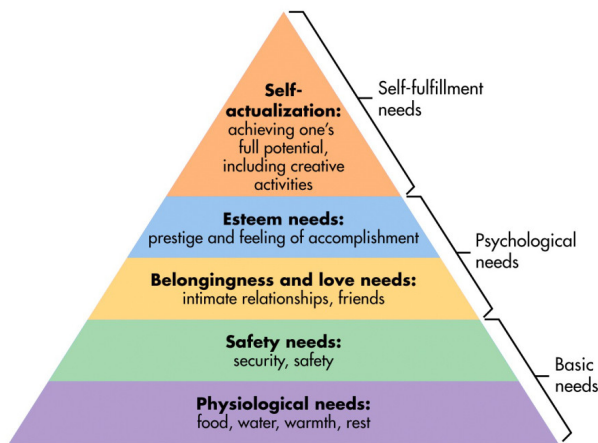 Self-
actualization:
achieving one's
full potential,
including creative
activities
Self-fulfillment
needs
Esteem needs:
prestige and feeling of accomplishment
Psychological
needs
Belongingness and love needs:
intimate relationships, friends
Safety needs:
security, safety
Basic
needs
Physiological needs:
food, water, warmth, rest